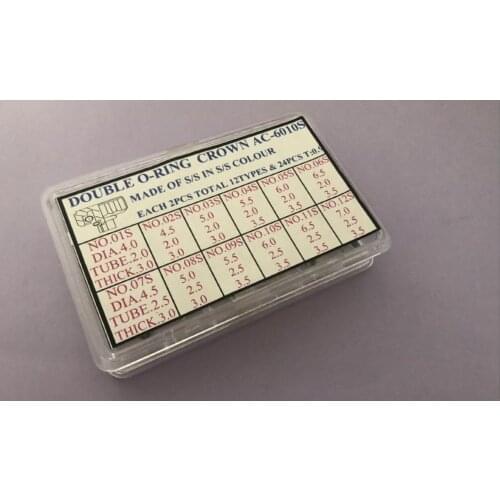 DOUBLE O-RING CROWN AC-6010S
MADE OF S/S IN S/S COLOUR
EACH 2PCS TOTAL 12TYPES & 24PCS T:0.9
NO.01S NO.02S NO.03S NO.04S NO.05S NO.06S
DIA.4.0 4.5 5.0 5.5 6.0 6.5
TUBE.2.0 2.0 2.0 2.0 2.0 2.0
THICK.3.0 3.0 3.0 3.5 3.5 3.5
NO.07S NO.08S NO.09S NO.10S NO.11S NO.12S
DIA.4.5 5.0 5.5 6.0 6.5 7.0
TUBE.2.5 2.5 2.5 2.5 2.5 2.5
THICK.3.0 3.0 3.5 3.5 3.5 3.5